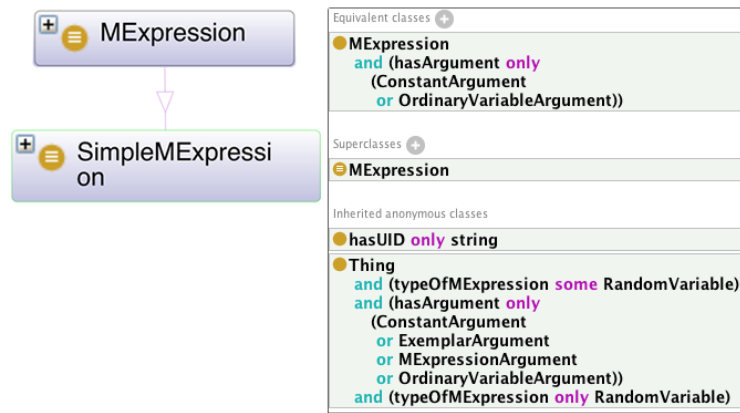 MExpression
SimpleMExpressi
on
Equivalent classes
MExpression
and (hasArgument only
(ConstantArgument
or OrdinaryVariableArgument))
Superclasses
MExpression
Inherited anonymous classes
hasUID only string
Thing
and (typeOfMExpression some RandomVariable)
and (hasArgument only
(ConstantArgument
or ExemplarArgument
or MExpressionArgument
or OrdinaryVariableArgument))
and (typeOfMExpression only RandomVariable)